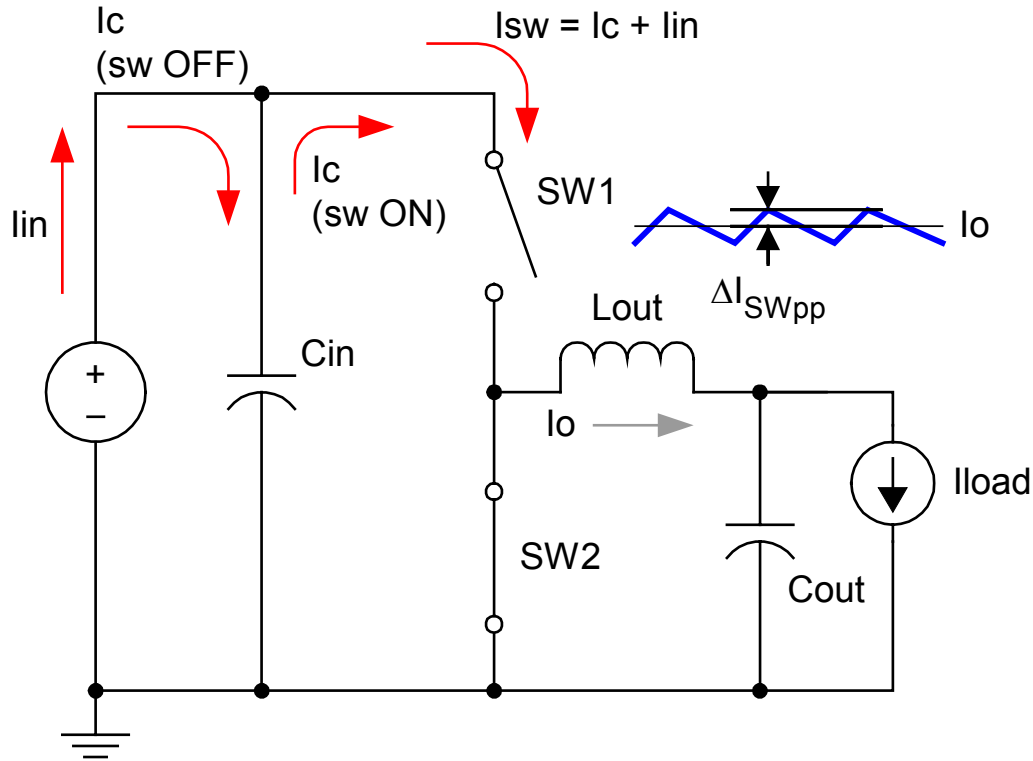 Ic
(sw OFF)
Isw = Ic + Iin
Ic
(sw ON)
SW1
Iin
Io
ΔISWpp
Lout
Cin
+
–
Io
Iload
SW2
Cout